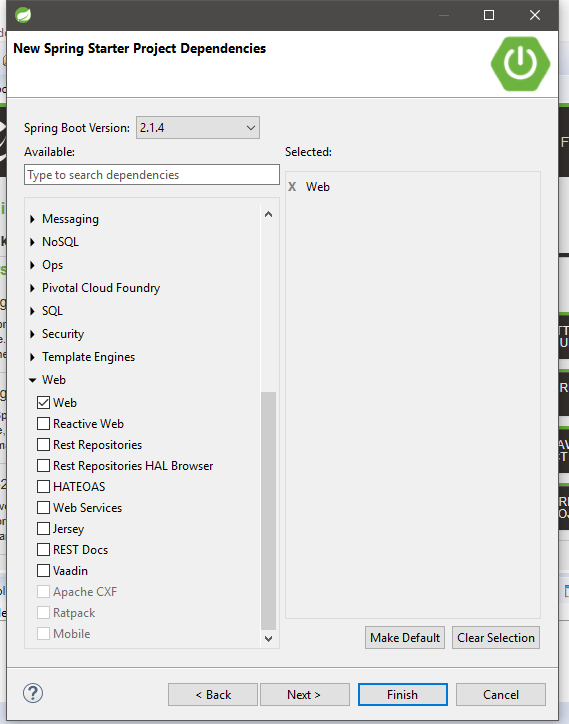 New Spring Starter Project Dependencies
Spring Boot Version: 2.1.4
Available:
Selected:
Type to search dependencies
X Web
Messaging
NoSQL
Ops
Pivotal Cloud Foundry
SQL
Security
Template Engines
Web
Web
Reactive Web
Rest Repositories
Rest Repositories HAL Browser
HATEOAS
Web Services
Jersey
REST Docs
Vaadin
Apache CXF
Ratpack
Mobile
Make Default
Clear Selection
?
< Back
Next >
Finish
Cancel